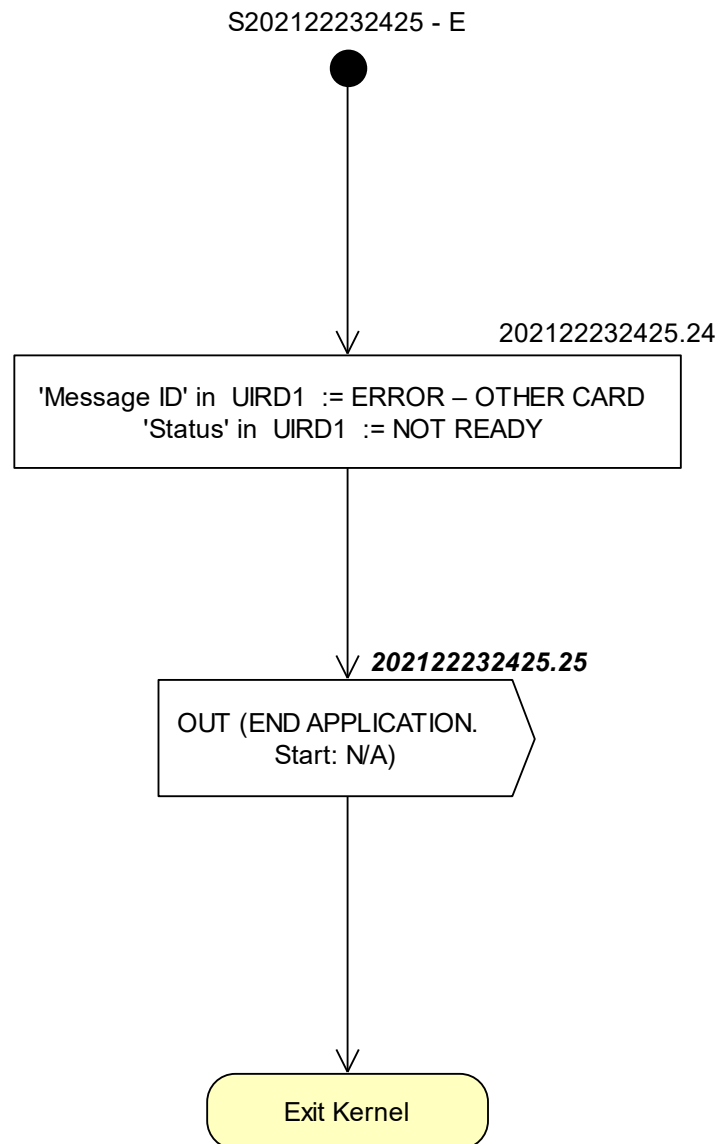 S202122232425 - E
202122232425.24
'Message ID' in  UIRD1  := ERROR – OTHER CARD
'Status' in  UIRD1  := NOT READY
202122232425.25
OUT (END APPLICATION.
Start: N/A)
Exit Kernel